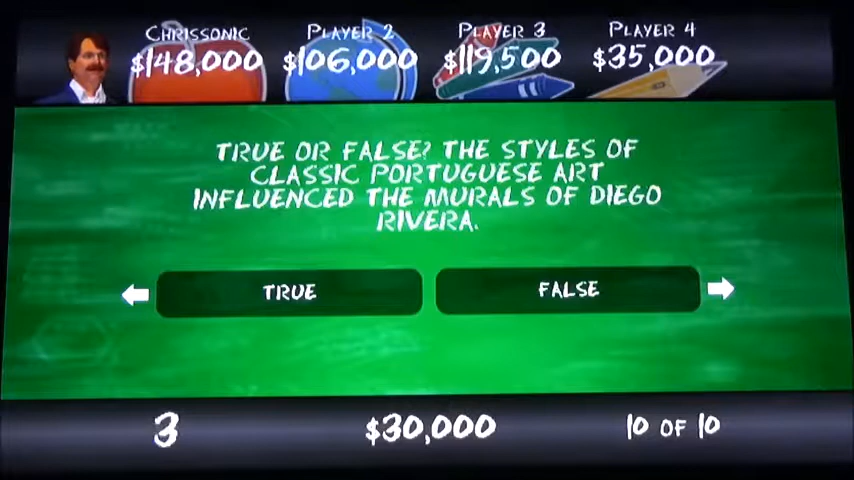 CHRISSONIC PLAYER 2 PLAYER 3 PLAYER 4
$148,000 $106,000 $119,500 $35,000
TRUE OR FALSE? THE STYLES OF
CLASSIC PORTUGUESE ART
INFLUENCED THE MURALS OF DIEGO
RIVERA.
TRUE FALSE
3 $30,000 10 OF 10